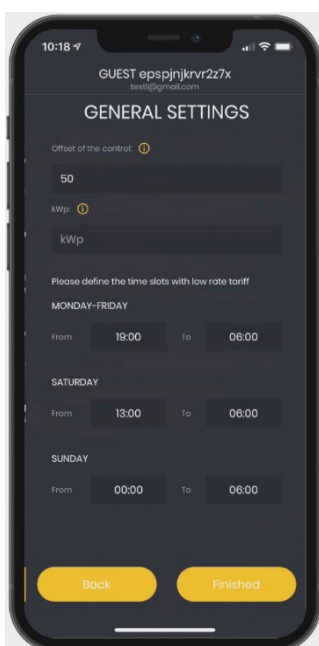 10:18
GUEST epspjnjkrvr2z7x
test1@gmail.com
GENERAL SETTINGS
Offset of the control:
50
kWp:
kWp
Please define the time slots with low rate tariff
MONDAY-FRIDAY
From 19:00 To 06:00
SATURDAY
From 13:00 To 06:00
SUNDAY
From 00:00 To 06:00
Back Finished